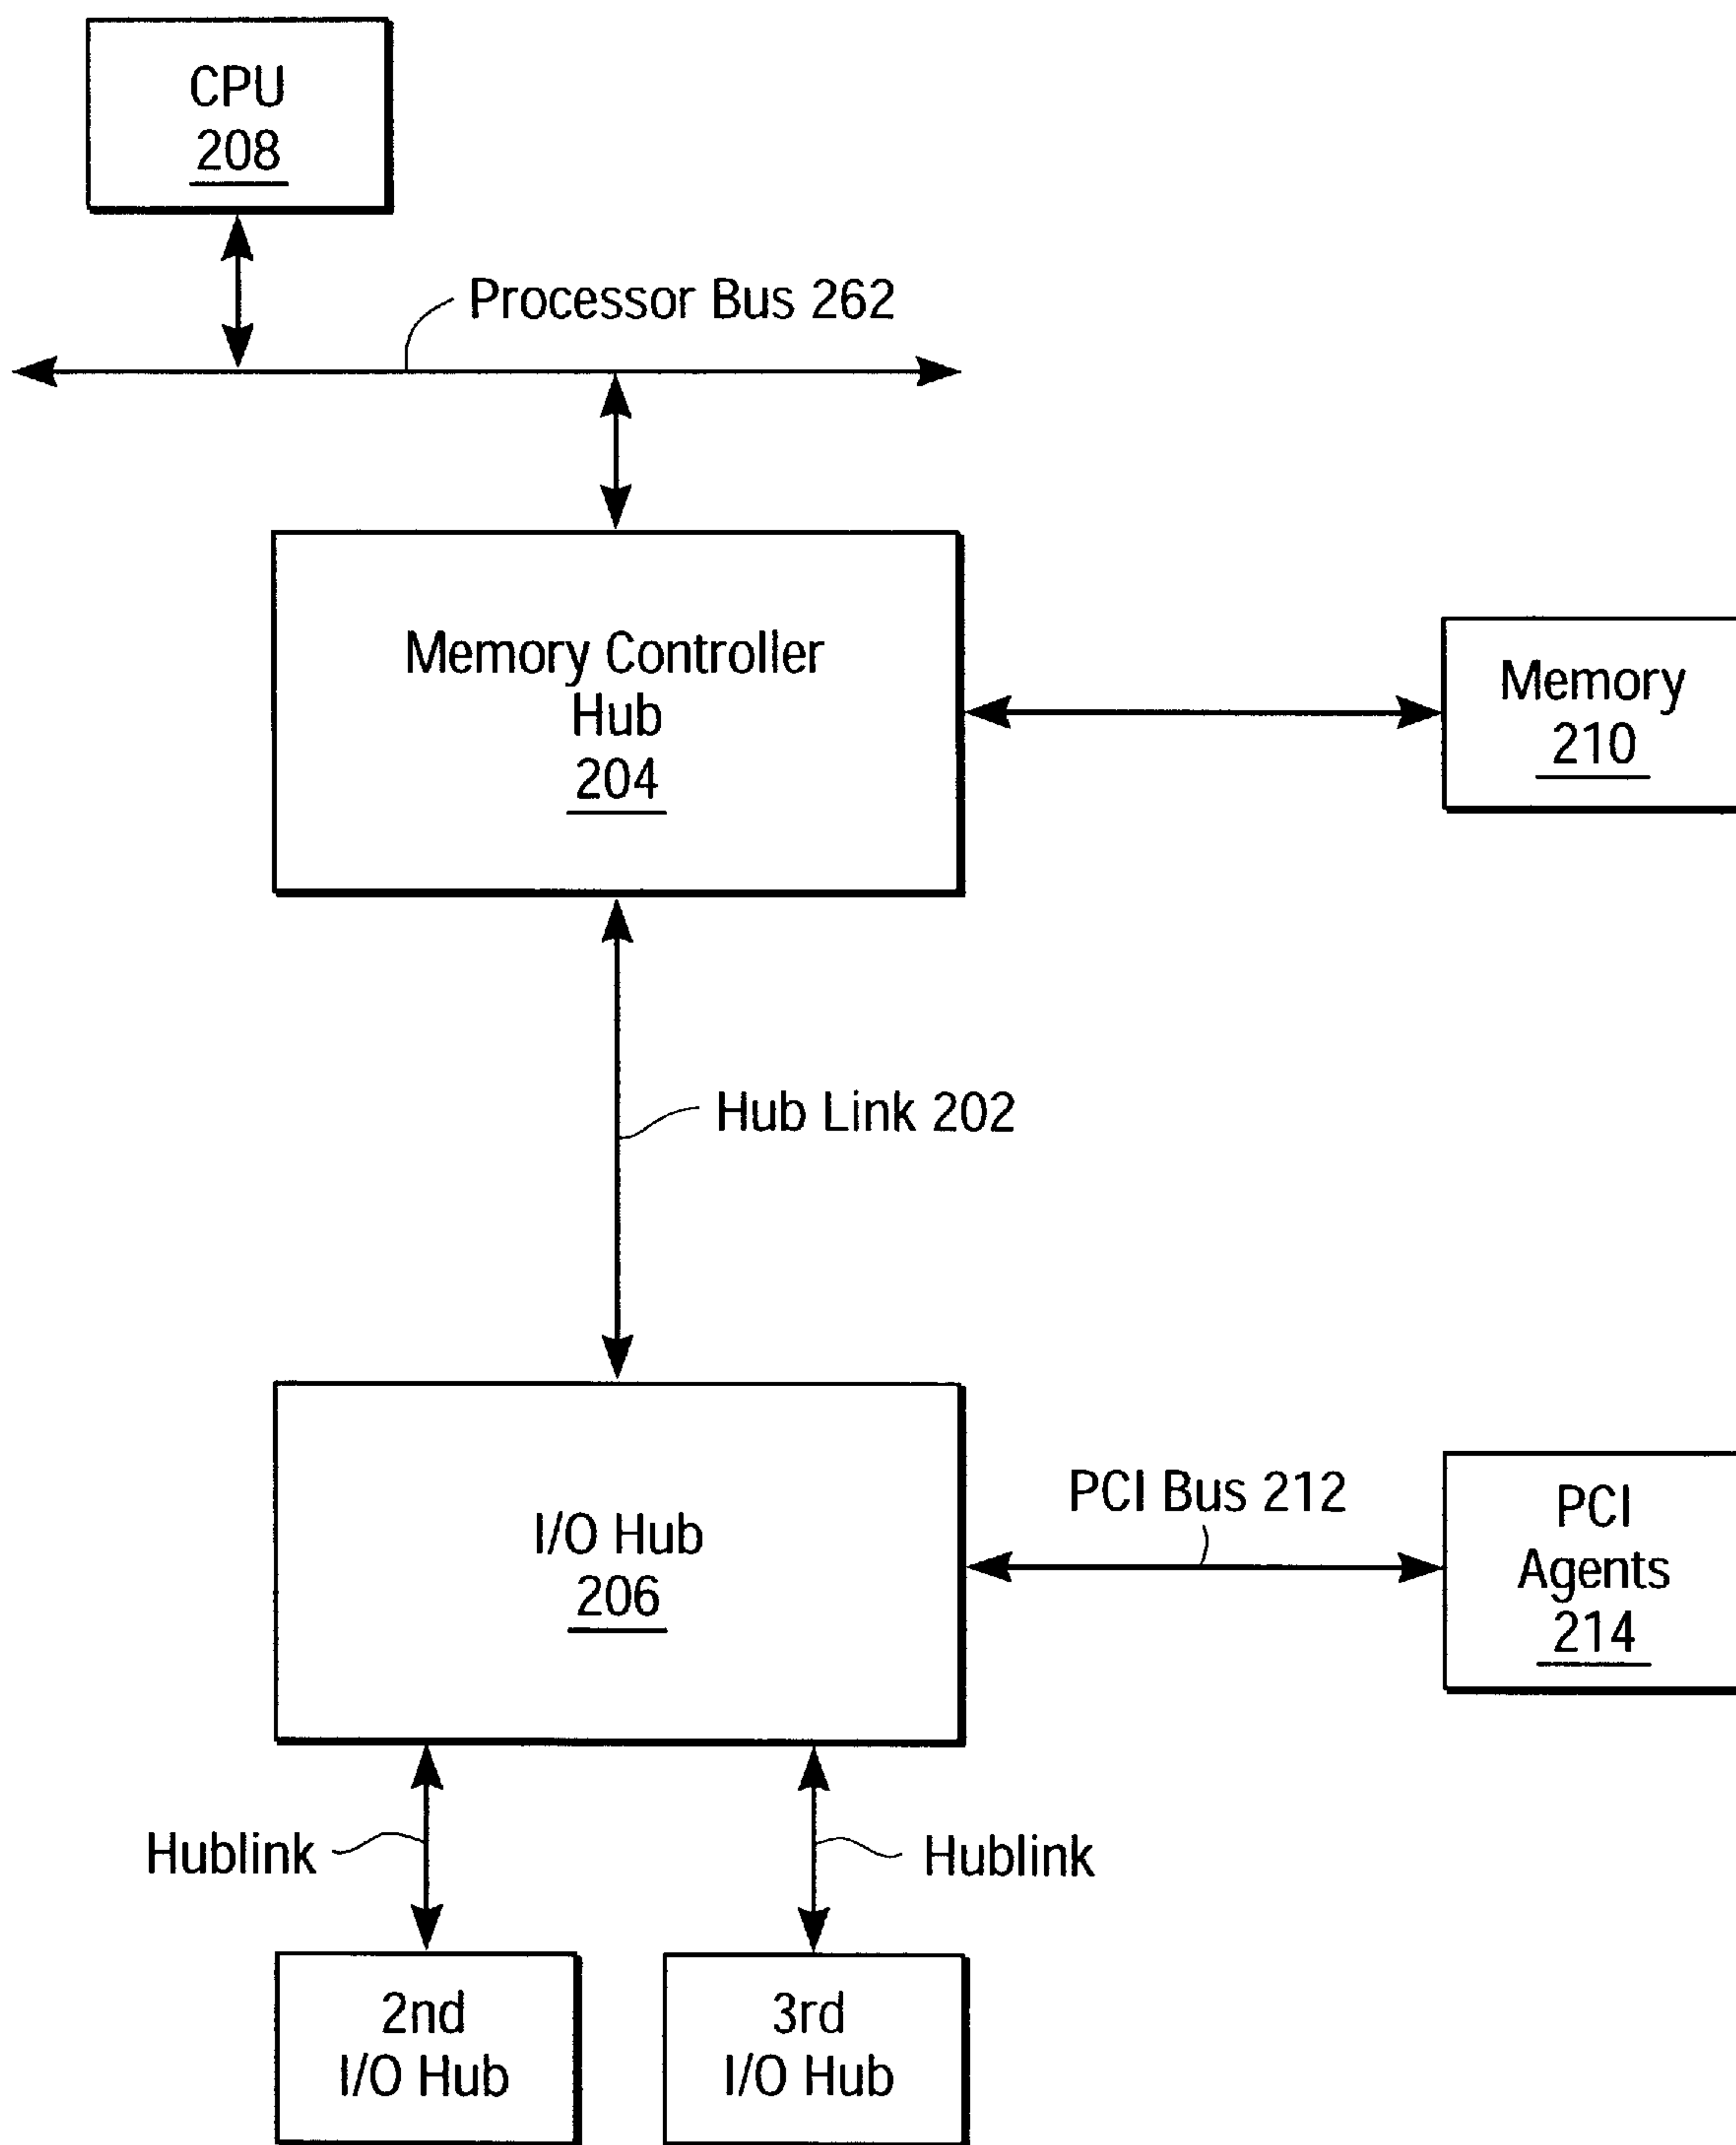 CPU
208
Processor Bus 262
Memory Controller
Hub
204
Memory
210
Hub Link 202
I/O Hub
206
PCI Bus 212
PCI
Agents
214
Hublink
Hublink
2nd
I/O Hub
3rd
I/O Hub